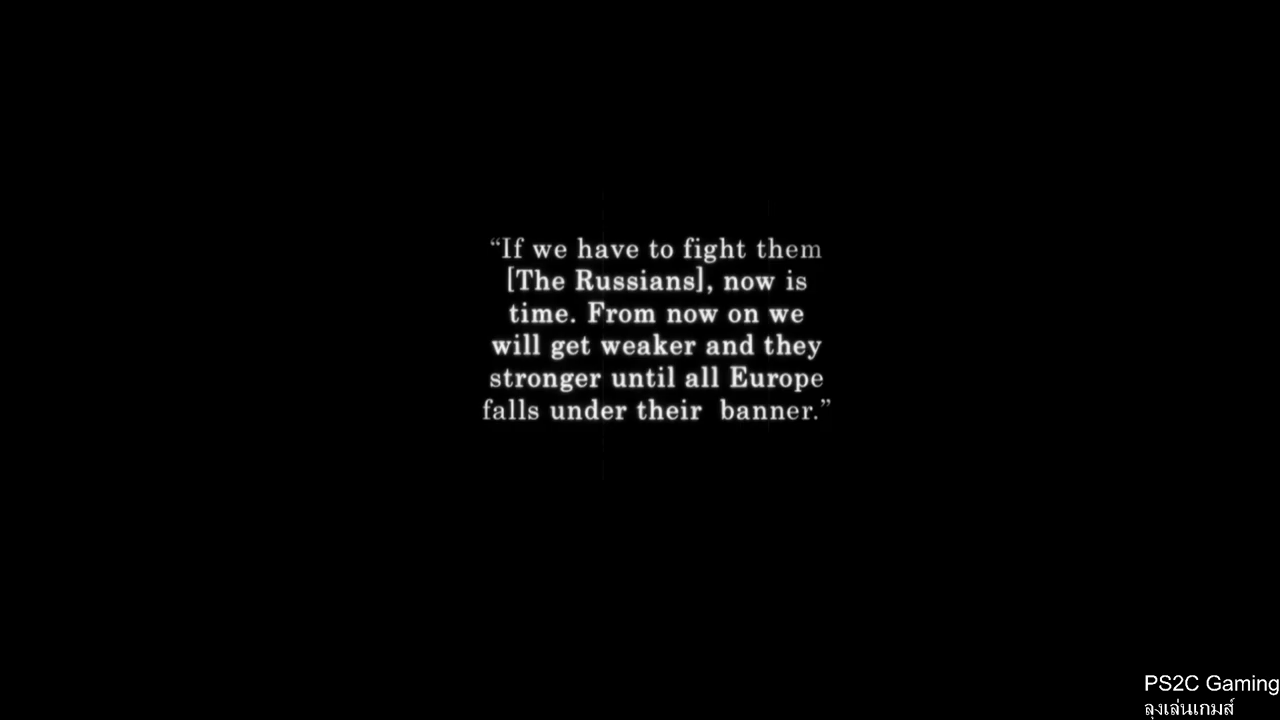 “If we have to fight them
[The Russians], now is
time. From now on we
will get weaker and they
stronger until all Europe
falls under their  banner.”
PS2C Gaming
ลุงเล่นเกมส์